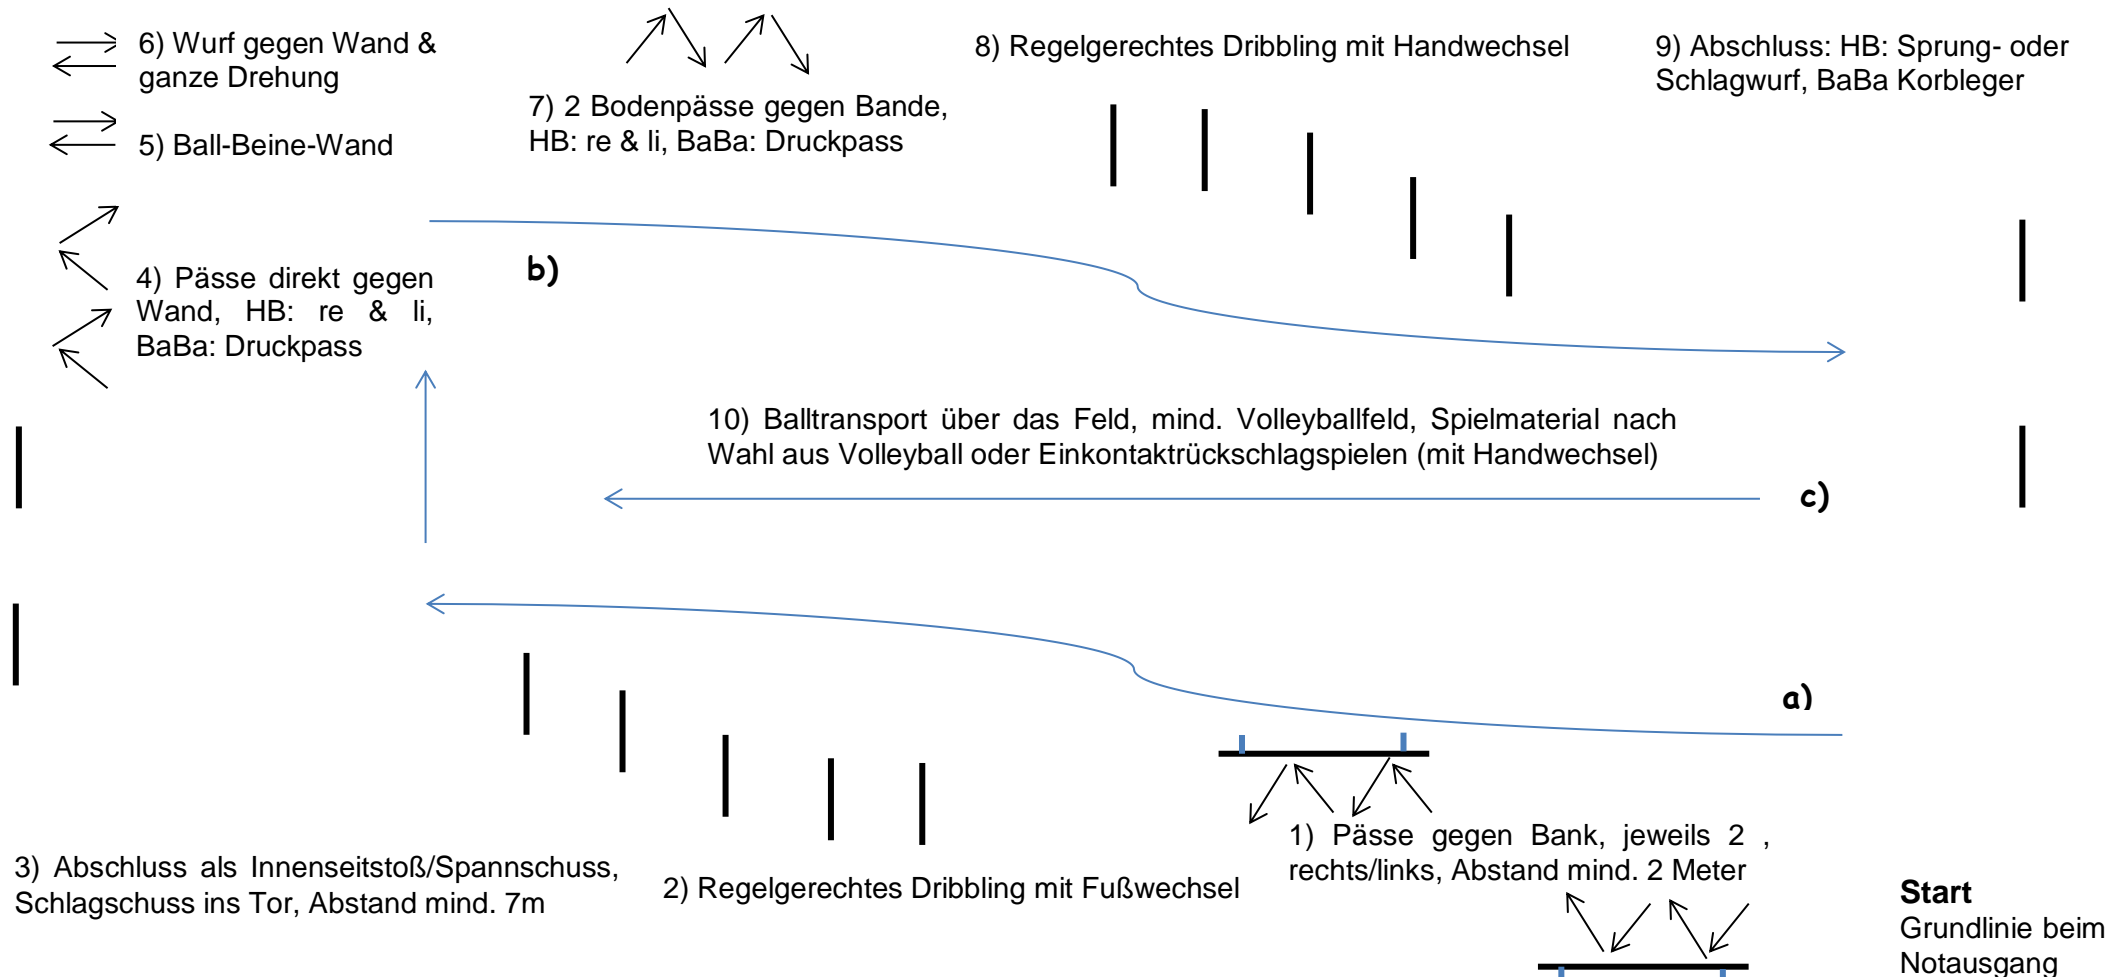 6) Wurf gegen Wand &
ganze Drehung
5) Ball-Beine-Wand
7) 2 Bodenpässe gegen Bande,
HB: re & li, BaBa: Druckpass
8) Regelgerechtes Dribbling mit Handwechsel
9) Abschluss: HB: Sprung- oder
Schlagwurf, BaBa Korbleger
4) Pässe direkt gegen
Wand, HB: re & li,
BaBa: Druckpass
b)
10) Balltransport über das Feld, mind. Volleyballfeld, Spielmaterial nach
Wahl aus Volleyball oder Einkontaktrückschlagspielen (mit Handwechsel)
c)
a)
3) Abschluss als Innenseitstoß/Spannschuss,
Schlagschuss ins Tor, Abstand mind. 7m
2) Regelgerechtes Dribbling mit Fußwechsel
1) Pässe gegen Bank, jeweils 2 ,
rechts/links, Abstand mind. 2 Meter
Start
Grundlinie beim
Notausgang